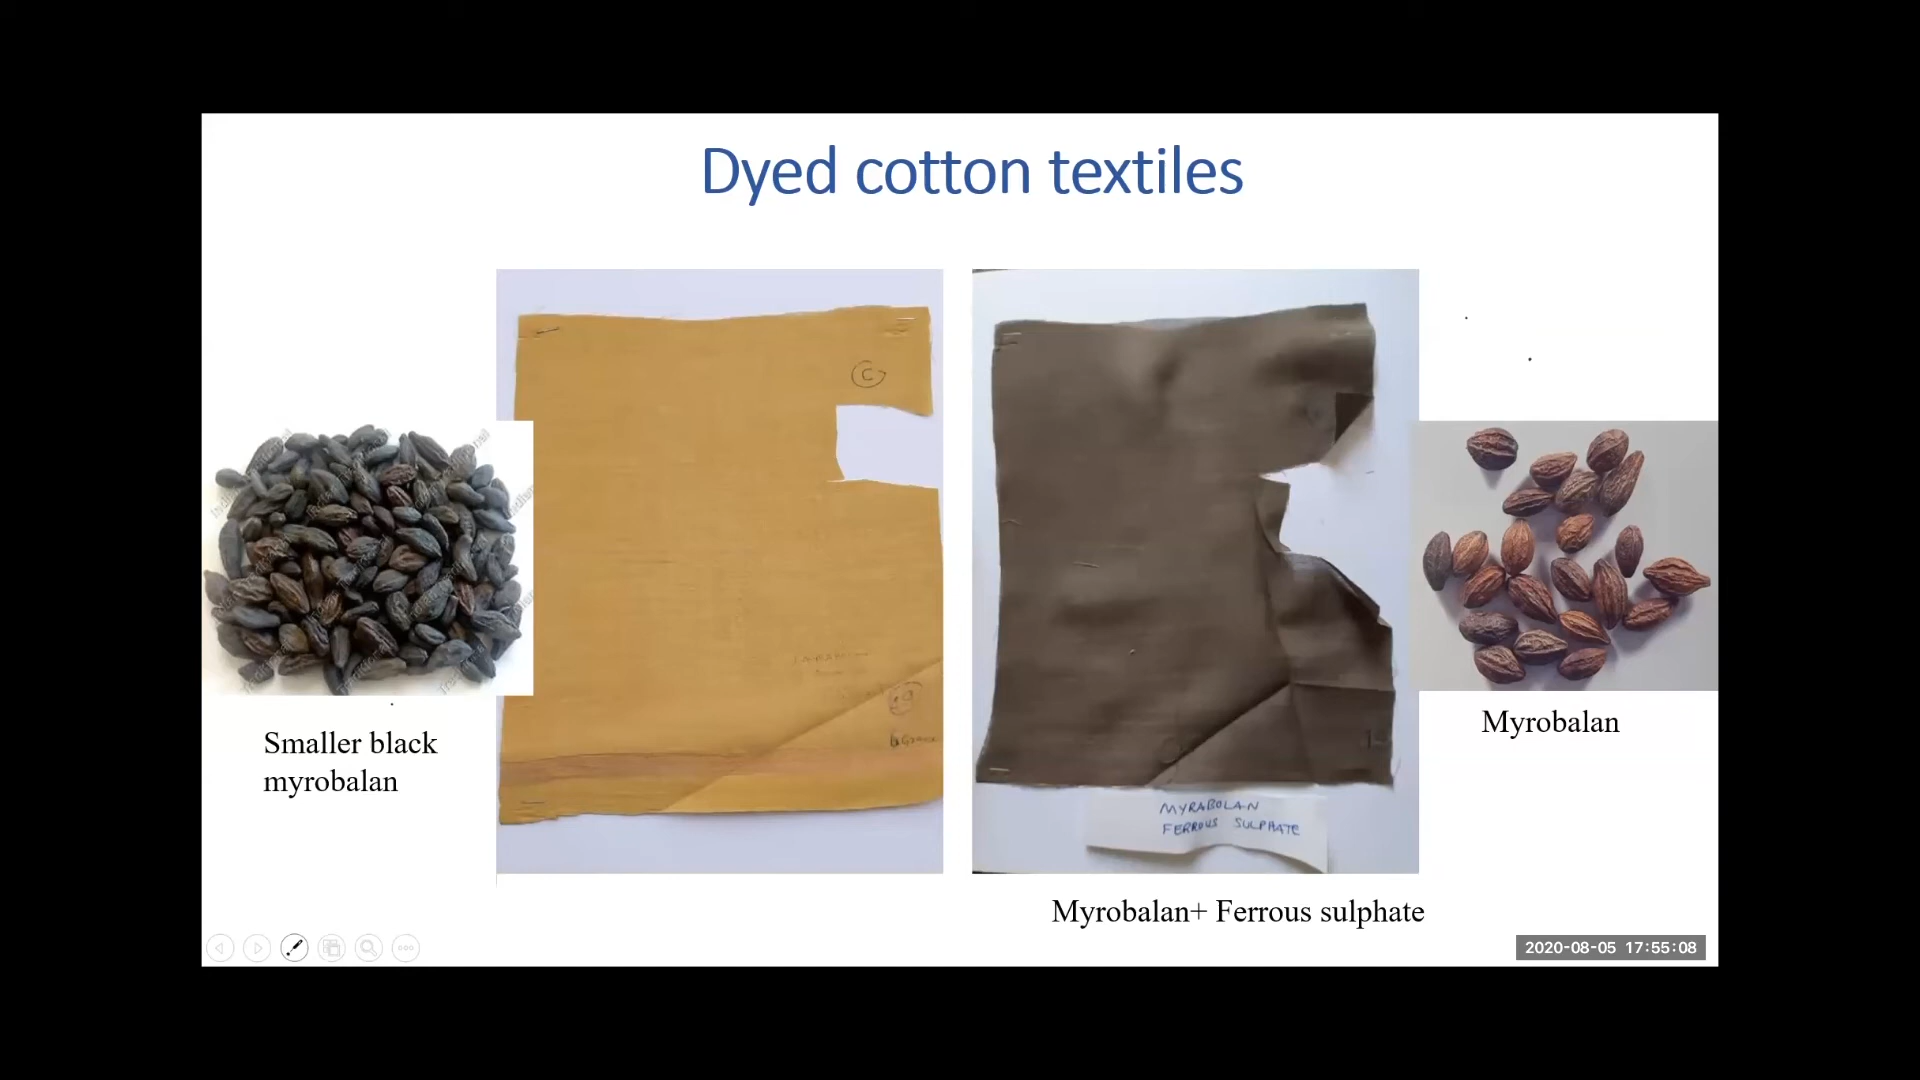 Dyed cotton textiles
C
Smaller black
myrobalan
MYRABOLAN
FERROUS SULPHATE
Myrobalan
Myrobalan+ Ferrous sulphate
2020-08-05 17:55:08